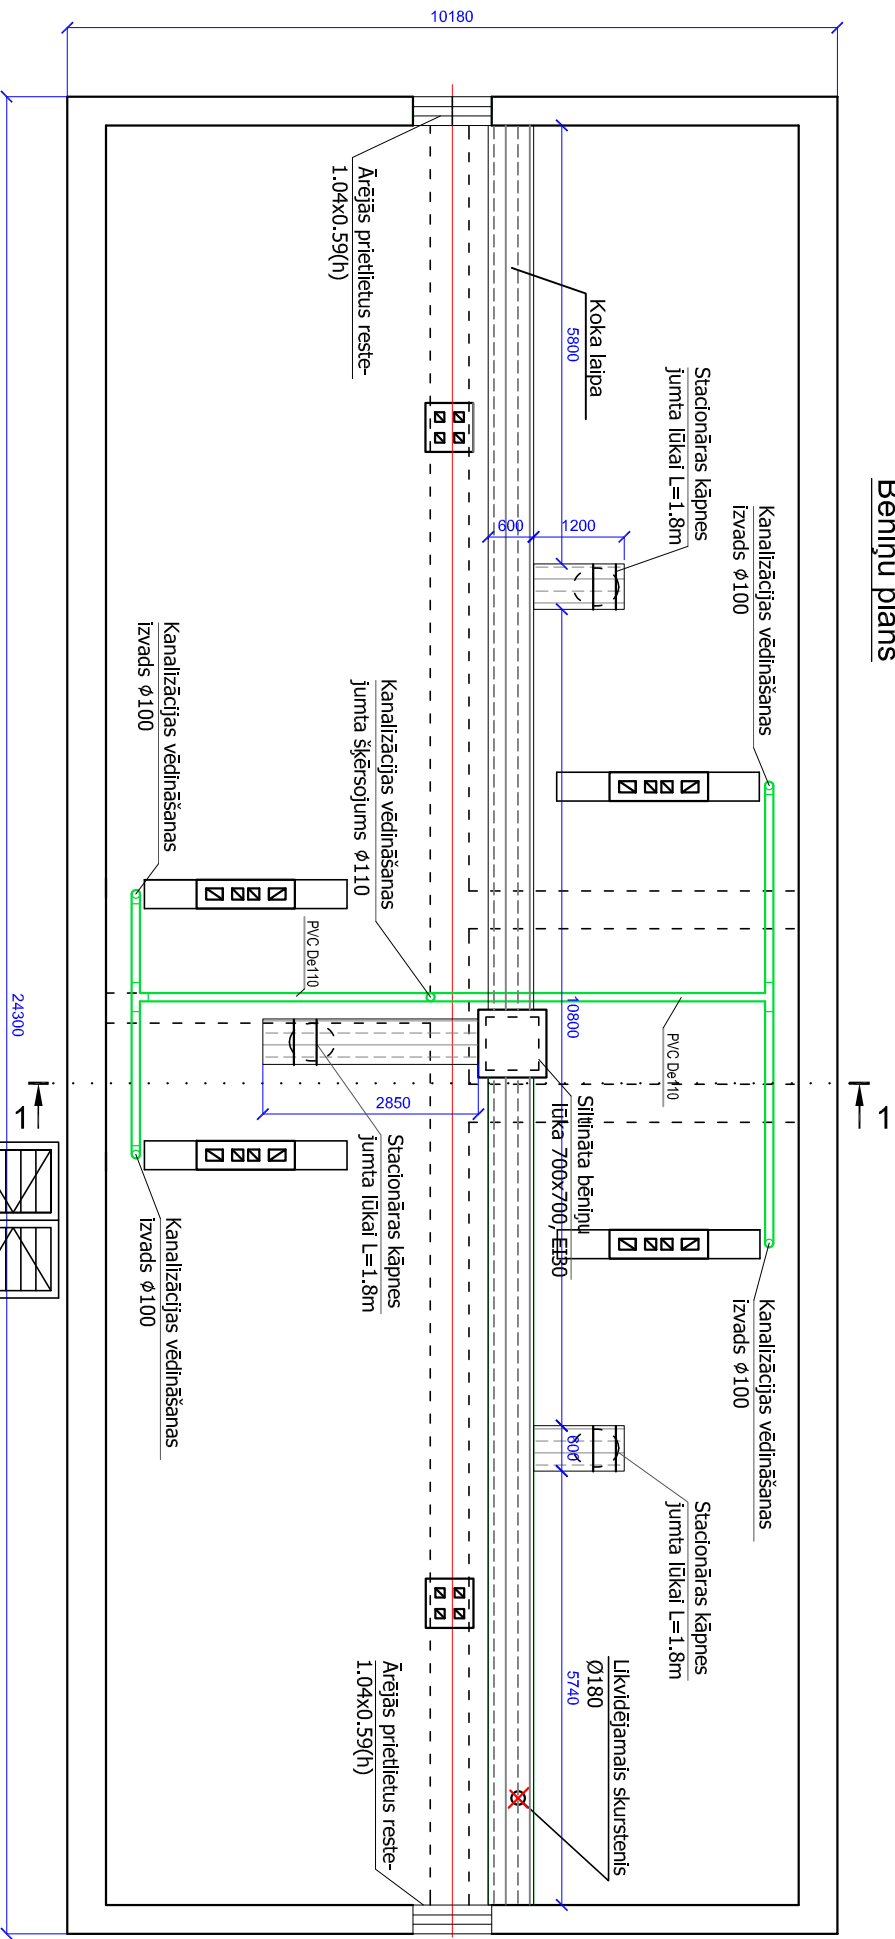 Bēniņu plāns
10180
24300
Ārējās prietlietus reste-
1.04x0.59(h)
Koka laipa
5800
Stacionāras kāpnes
jumta lūkai L=1.8m
600
1200
Kanalizācijas vēdināšanas
izvads ϕ100
Kanalizācijas vēdināšanas
izvads ϕ100
Kanalizācijas vēdināšanas
jumta šķērsojums ϕ110
PVC De110
PVC De110
10800
1
1
2850
Siltināta bēniņu
lūka 700x700, EI30
Stacionāras kāpnes
jumta lūkai L=1.8m
Kanalizācijas vēdināšanas
izvads ϕ100
Kanalizācijas vēdināšanas
izvads ϕ100
600
Stacionāras kāpnes
jumta lūkai L=1.8m
Likvidējamais skurstenis
Ø180
5740
Ārējās prietlietus reste-
1.04x0.59(h)